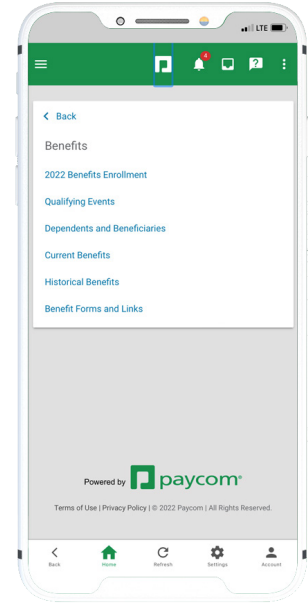 LTE
4
?
Back
Benefits
2022 Benefits Enrollment
Qualifying Events
Dependents and Beneficiaries
Current Benefits
Historical Benefits
Benefit Forms and Links
Powered by paycom®
Terms of Use | Privacy Policy | © 2022 Paycom | All Rights Reserved.
Back Home Refresh Settings Account